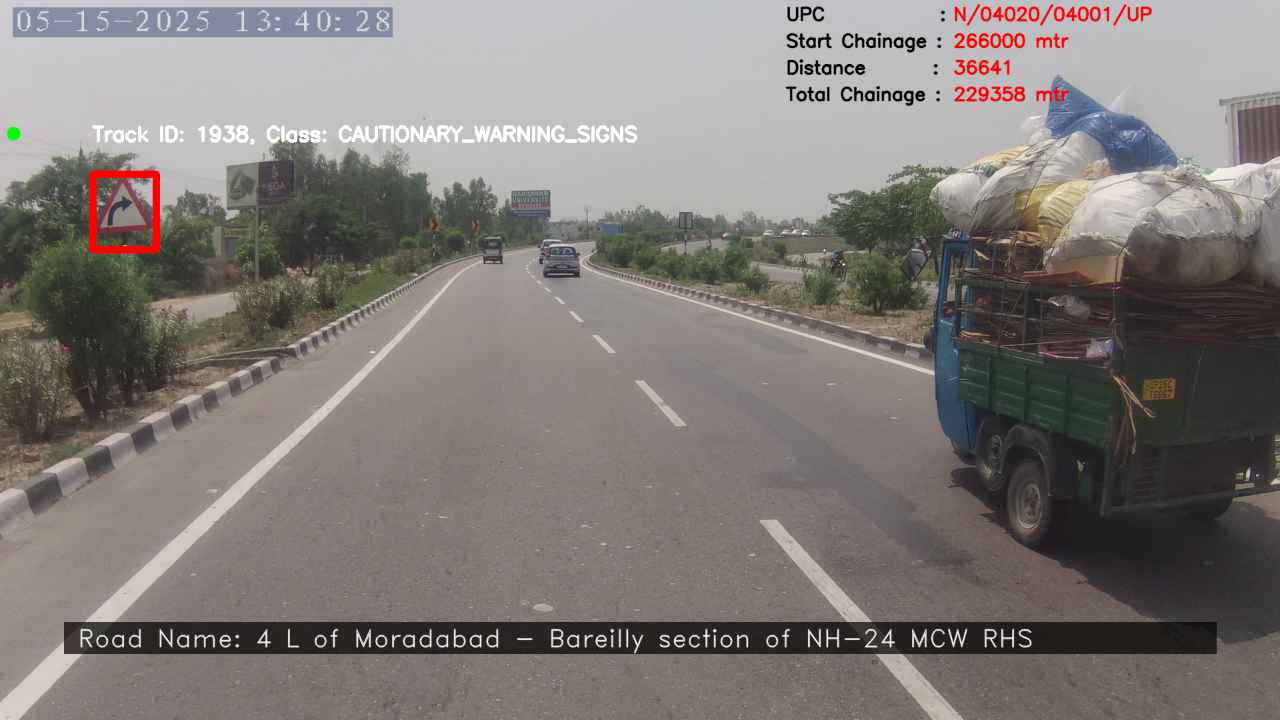 05-15-2025 13:40:28
UPC : N/04020/04001/UP
Start Chainage : 266000 mtr
Distance : 36641
Total Chainage : 229358 mtr
Track ID: 1938, Class: CAUTIONARY_WARNING_SIGNS
UNIVERSITY
Road Name: 4 L of Moradabad - Bareilly section of NH-24 MCW RHS